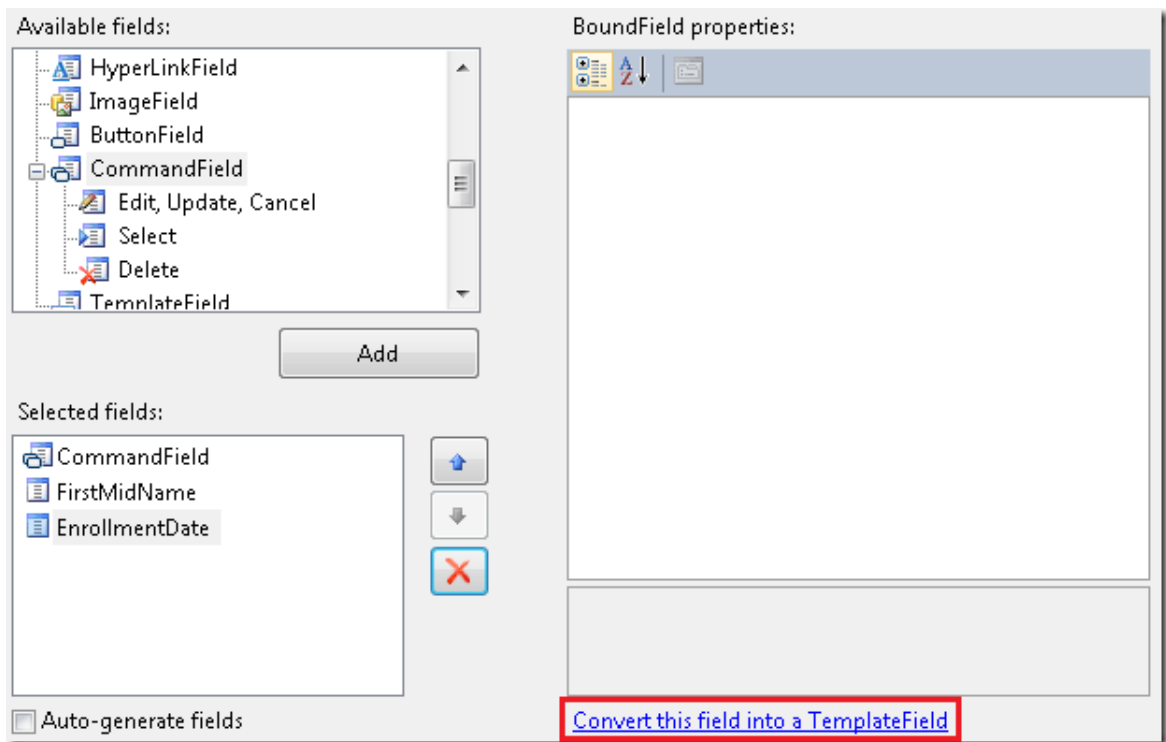 Available fields:
HyperLinkField
ImageField
ButtonField
CommandField
Edit, Update, Cancel
Select
Delete
TemplateField
Add
Selected fields:
CommandField
FirstMidName
EnrollmentDate
Auto-generate fields
BoundField properties:
Convert this field into a TemplateField